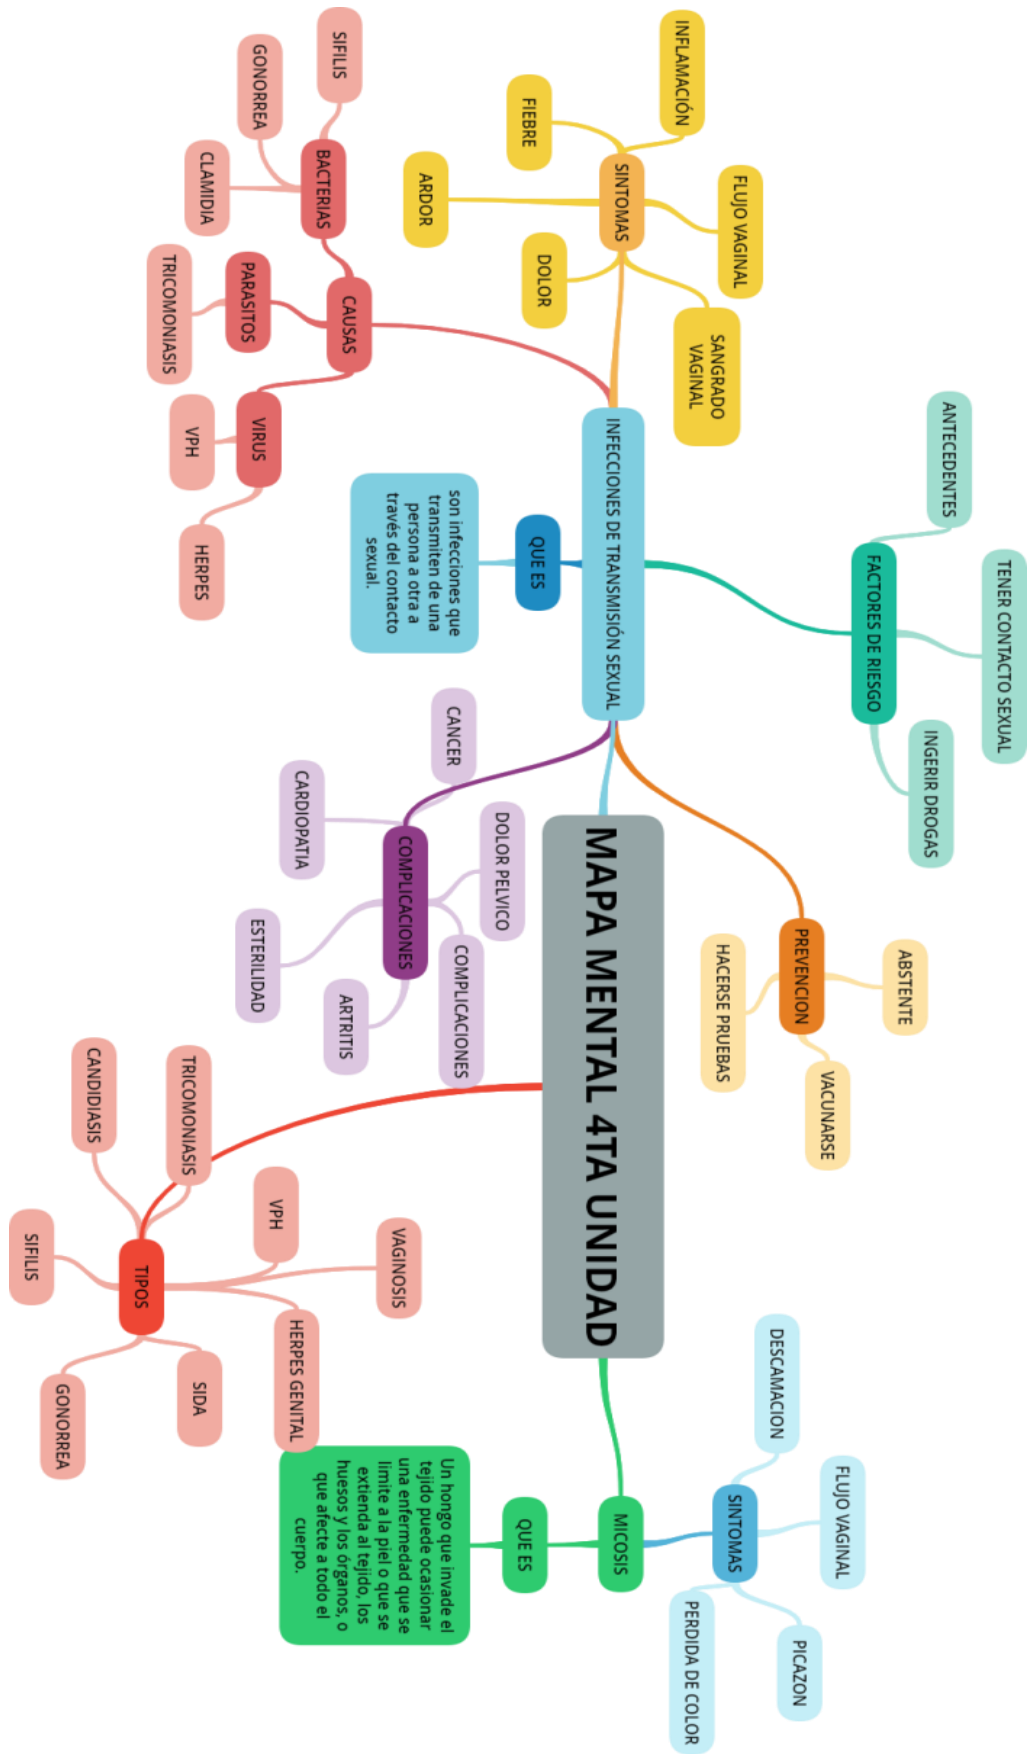 MAPA MENTAL 4TA UNIDAD
INFECCIONES DE TRANSMISIÓN SEXUAL
SINTOMAS
INFLAMACIÓN
FIEBRE
FLUJO VAGINAL
ARDOR
DOLOR
SANGRADO
VAGINAL
CAUSAS
BACTERIAS
SIFILIS
GONORREA
CLAMIDIA
PARASITOS
TRICOMONIASIS
VIRUS
VPH
HERPES
QUE ES
son infecciones que
transmiten de una
persona a otra a
través del contacto
sexual.
FACTORES DE RIESGO
ANTECEDENTES
TENER CONTACTO SEXUAL
INGERIR DROGAS
PREVENCION
ABSTENTE
HACERSE PRUEBAS
VACUNARSE
COMPLICACIONES
CANCER
CARDIOPATIA
DOLOR PELVICO
ESTERILIDAD
COMPLICACIONES
ARTRITIS
TIPOS
TRICOMONIASIS
CANDIDIASIS
VPH
VAGINOSIS
SIFILIS
HERPES GENITAL
SIDA
GONORREA
MICOSIS
SINTOMAS
DESCAMACION
FLUJO VAGINAL
PICAZON
PERDIDA DE COLOR
QUE ES
Un hongo que invade el
tejido puede ocasionar
una enfermedad que se
limite a la piel o que se
extienda al tejido, los
huesos y los órganos, o
que afecte a todo el
cuerpo.